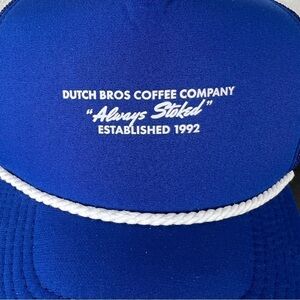 DUTCH BROS COFFEE COMPANY
"Always Stoked"
ESTABLISHED 1992